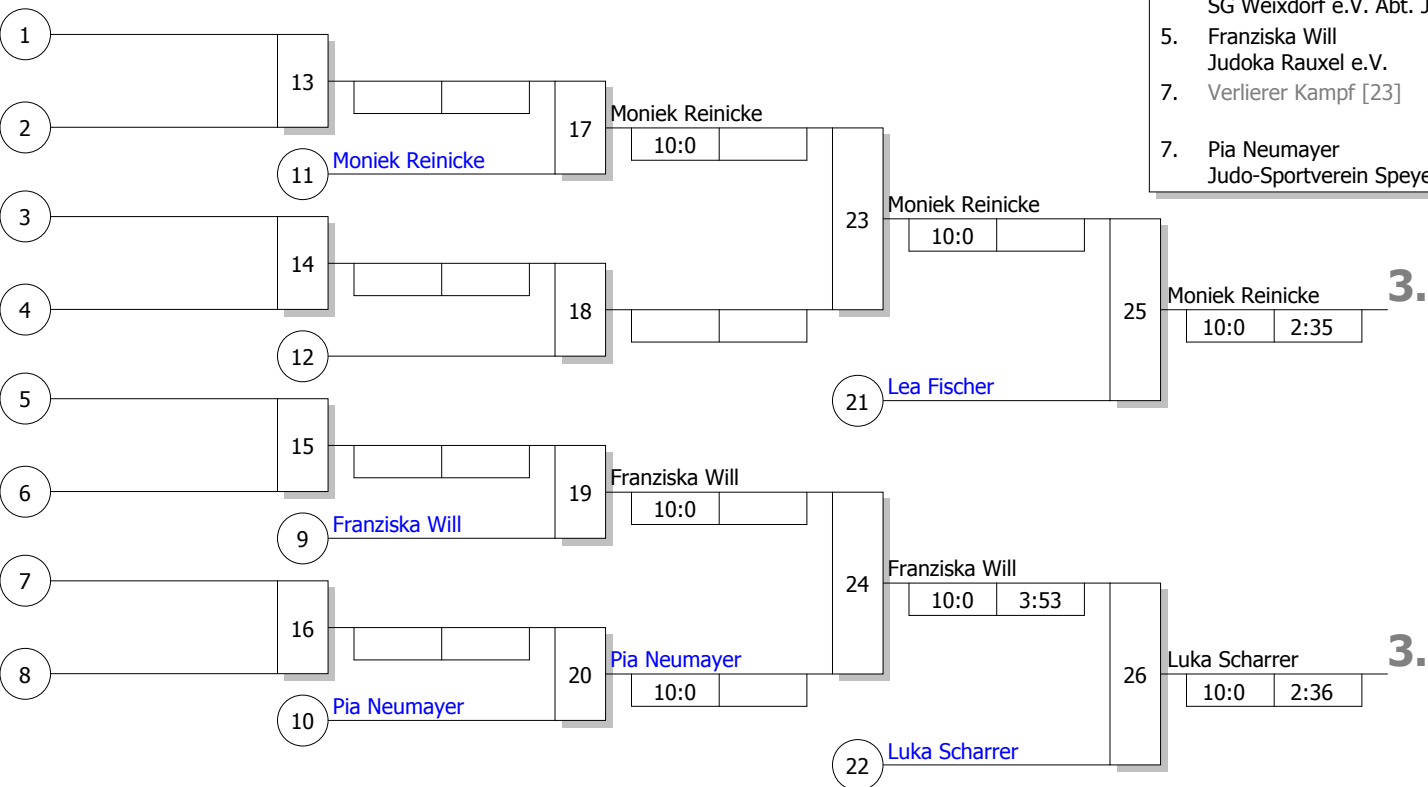 SG Weixdorf e.V. Abt.
5. Franziska Will
Judoka Rauxel e.V.
7. Verlierer Kampf [23]
7. Pia Neumayer
Judo-Sportverein
1
2
13
11 Moniek Reinicke
17
Moniek Reinicke
10:0
3
4
14
12
18
23
Moniek Reinicke
10:0
21 Lea Fischer
25
Moniek Reinicke
10:0 2:35
3.
5
6
15
9 Franziska Will
19
Franziska Will
10:0
7
8
16
10 Pia Neumayer
20
Pia Neumayer
10:0
24
Franziska Will
10:0 3:53
22 Luka Scharrer
26
Luka Scharrer
10:0 2:36
3.